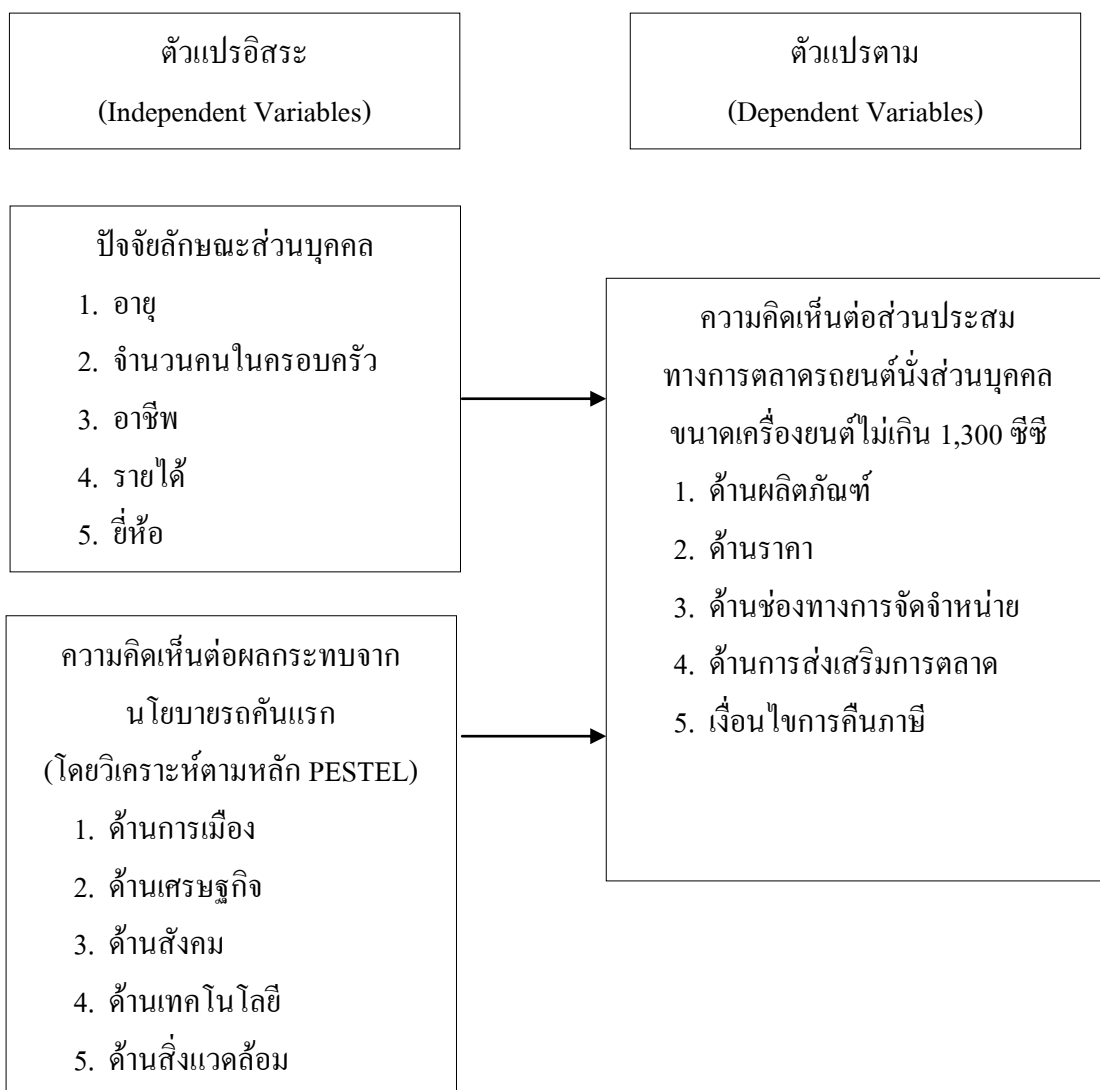 ตัวแปรอิสระ
(Independent Variables)
ตัวแปรตาม
(Dependent Variables)
ปัจจัยลักษณะส่วนบุคคล
1. อายุ
2. จำนวนคนในครอบครัว
3. อาชีพ
4. รายได้
5. ยี่ห้อ
ความคิดเห็นต่อผลกระทบจาก
นโยบายรถคันแรก
(โดยวิเคราะห์ตามหลัก PESTEL)
1. ด้านการเมือง
2. ด้านเศรษฐกิจ
3. ด้านสังคม
4. ด้านเทคโนโลยี
5. ด้านสิ่งแวดล้อม
ความคิดเห็นต่อส่วนประสม
ทางการตลาดรถยนต์นั่งส่วนบุคคล
ขนาดเครื่องยนต์ไม่เกิน 1,300 ซีซี
1. ด้านผลิตภัณฑ์
2. ด้านราคา
3. ด้านช่องทางการจัดจำหน่าย
4. ด้านการส่งเสริมการตลาด
5. เงื่อนไขการคืนภาษี